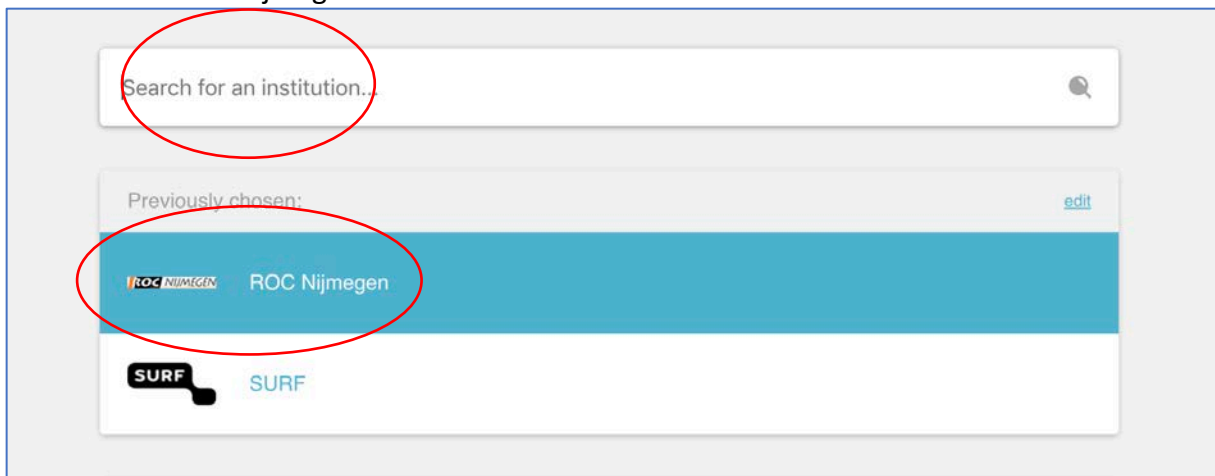 Search for an institution...
Previously chosen:
edit
ROC NIJMEGEN
ROC Nijmegen
SURF
SURF